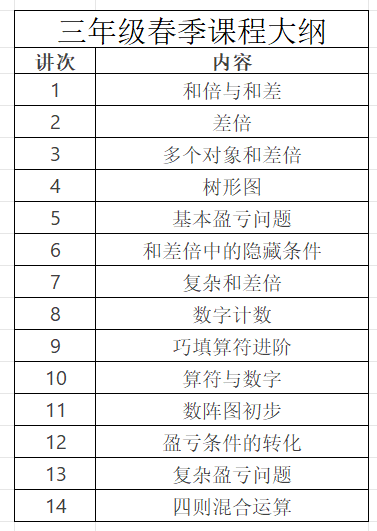 三年级春季课程大纲
讲次 内容
1 和倍与和差
2 差倍
3 多个对象和差倍
4 树形图
5 基本盈亏问题
6 和差倍中的隐藏条件
7 复杂和差倍
8 数字计数
9 巧填算符进阶
10 算符与数字
11 数阵图初步
12 盈亏条件的转化
13 复杂盈亏问题
14 四则混合运算